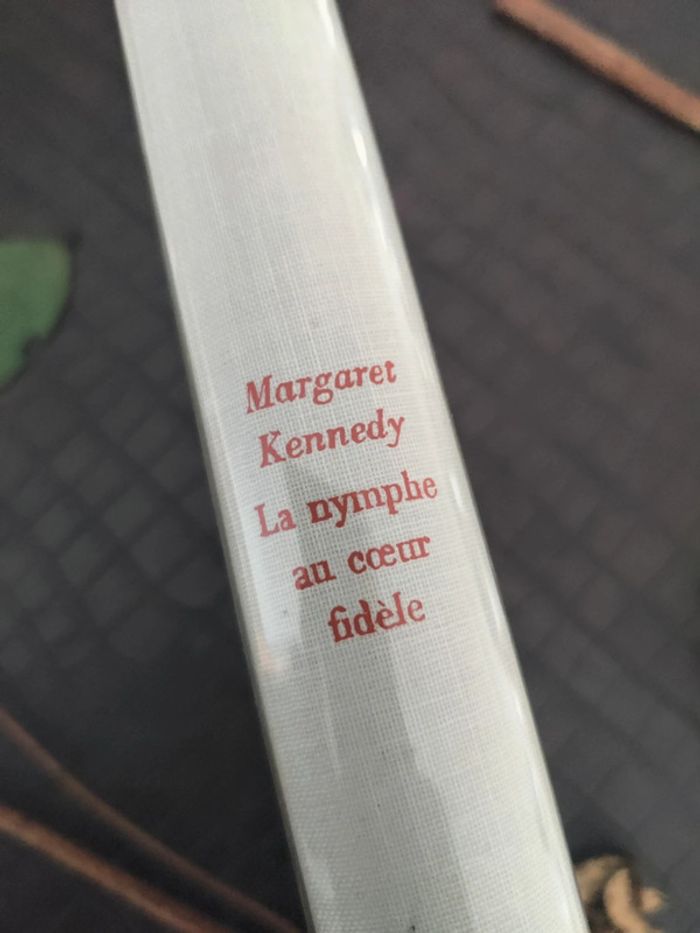 Margaret
Kennedy
La nymphe
au cœur
fidèle